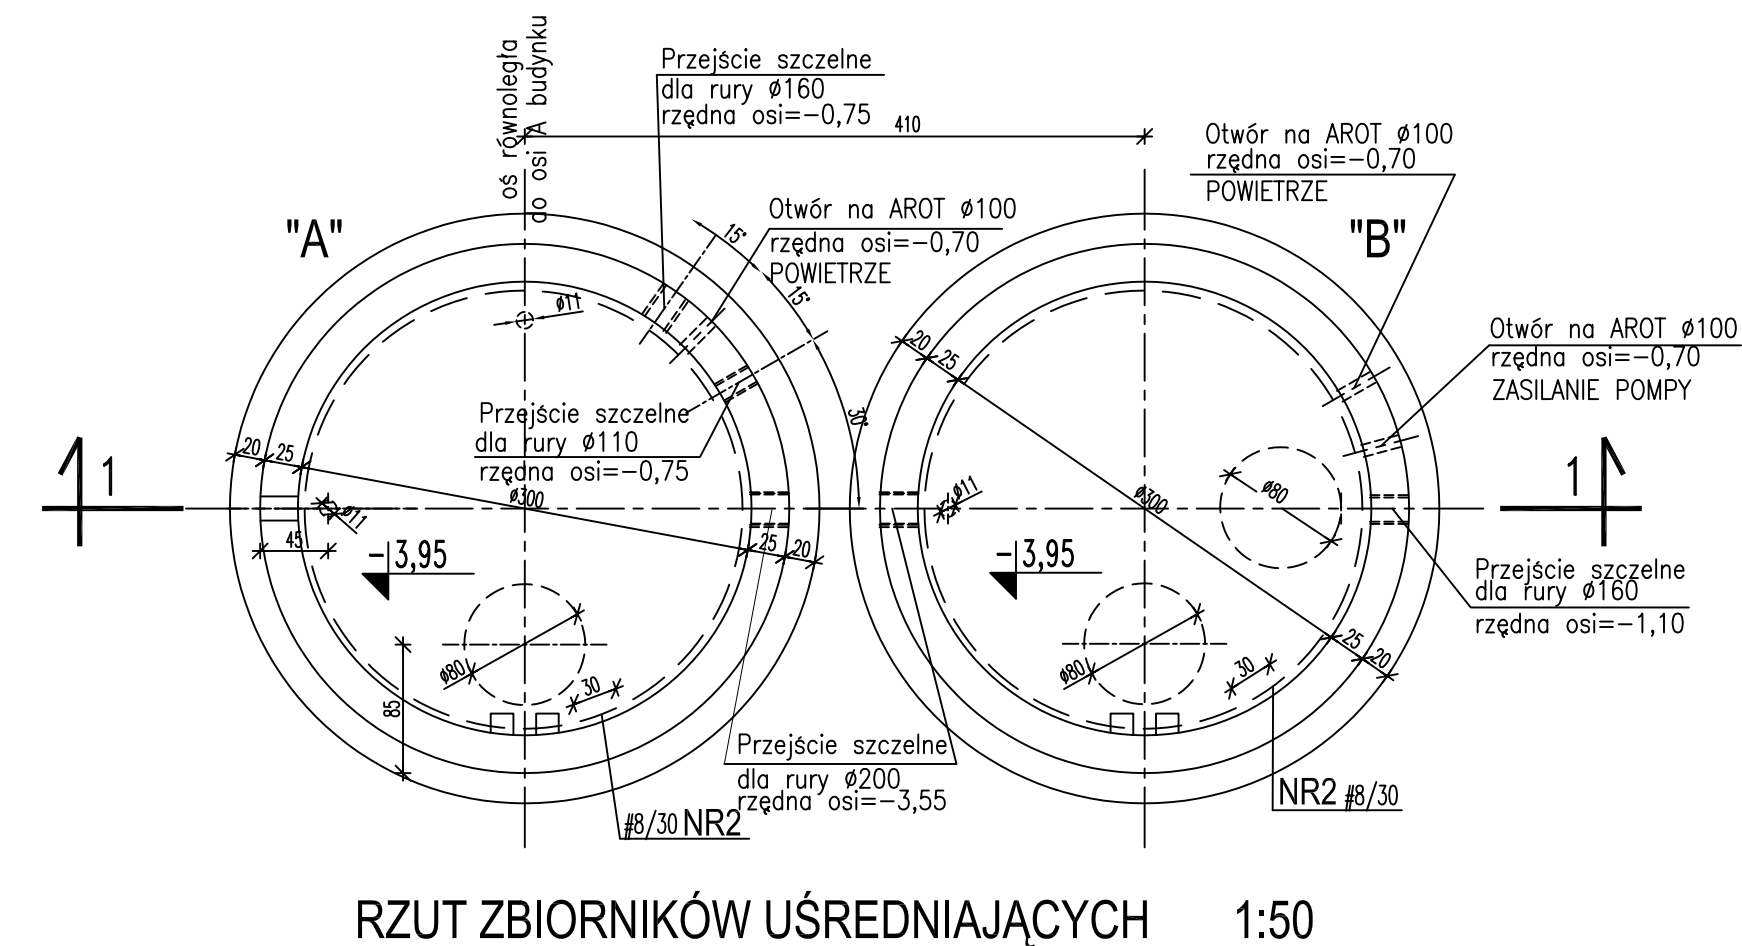 oś równoległa
do osi A budynku
Przejście szczelne
dla rury ø160
rzędna osi=-0,75
410
Otwór na AROT ø100
rzędna osi=-0,70
POWIETRZE
"A"
Otwór na AROT ø100
rzędna osi=-0,70
POWIETRZE
"B"
15°
15°
30°
ø11
Otwór na AROT ø100
rzędna osi=-0,70
ZASILANIE POMPY
Przejście szczelne
dla rury ø110
rzędna osi=-0,75
20
25
20
25
1
1
ø300
ø300
ø11
ø11
ø80
45
-3,95
25
20
-3,95
Przejście szczelne
dla rury ø160
rzędna osi=-1,10
25
20
ø80
ø80
30
30
85
Przejście szczelne
dla rury ø200
rzędna osi=-3,55
#8/30 NR2
NR2 #8/30
RZUT ZBIORNIKÓW UŚREDNIAJĄCYCH 1:50